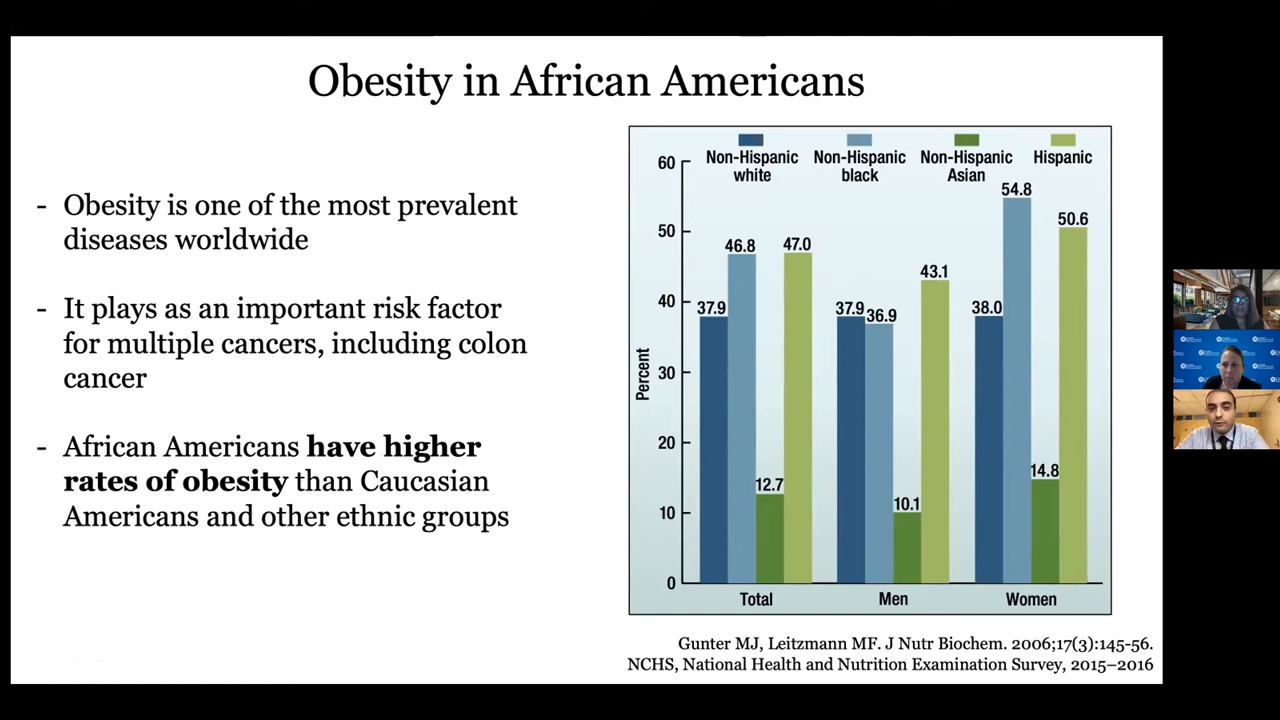 Obesity in African Americans
- Obesity is one of the most prevalent
diseases worldwide
- It plays as an important risk factor
for multiple cancers, including colon
cancer
- African Americans have higher
rates of obesity than Caucasian
Americans and other ethnic groups
Non-Hispanic white
Non-Hispanic black
Non-Hispanic Asian
Hispanic
Percent
60
50
40
30
20
10
0
37.9
46.8
12.7
47.0
37.9
36.9
10.1
43.1
38.0
54.8
14.8
50.6
Total
Men
Women
Gunter MJ, Leitzmann MF. J Nutr Biochem. 2006;17(3):145-56.
NCHS, National Health and Nutrition Examination Survey, 2015–2016